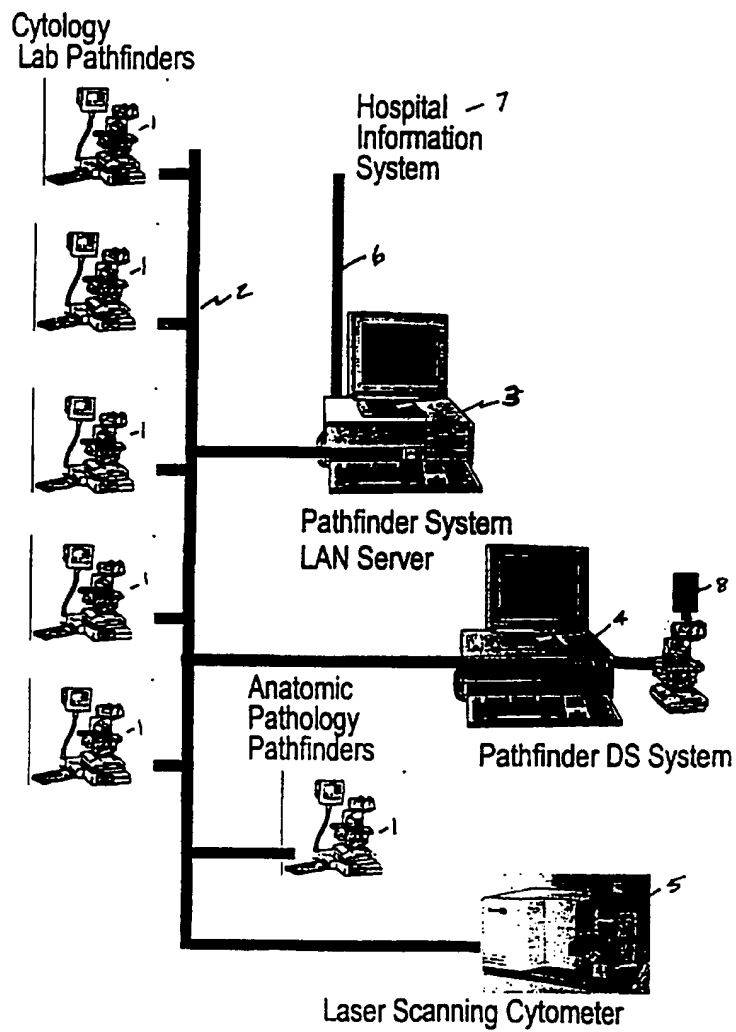 Cytology
Lab Pathfinders
1
Hospital 7
Information
System
1
6
2
3
1
Pathfinder System
LAN Server
1
8
4
Anatomic
Pathology
Pathfinders
1
Pathfinder DS System
1
5
Laser Scanning Cytometer